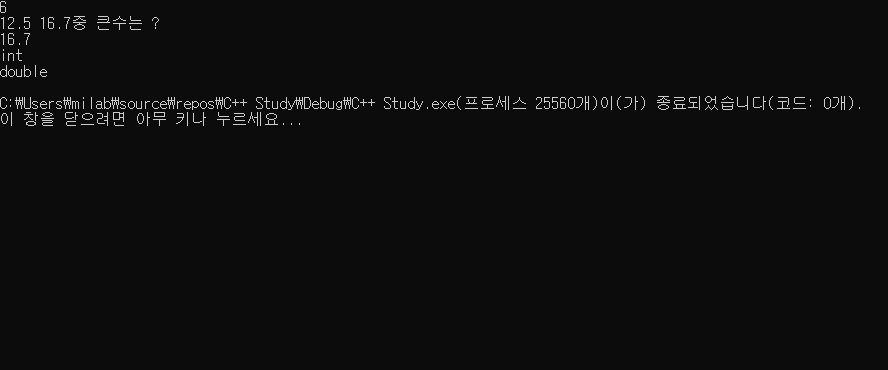 6
12.5 16.7중 큰수는 ?
16.7
int
double
C:₩Users₩milab₩source₩repos₩C++ Study₩Debug₩C++ Study.exe(프로세스 25560개)이(가) 종료되었습니다(코드: 0개).
이 창을 닫으려면 아무 키나 누르세요...